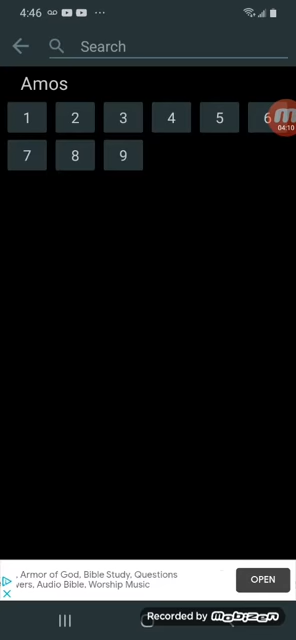 4:46
Search
Amos
1 2 3 4 5 6
04:10
7 8 9
, Armor of God, Bible Study, Questions
vers, Audio Bible, Worship Music
OPEN
Recorded by mobizen